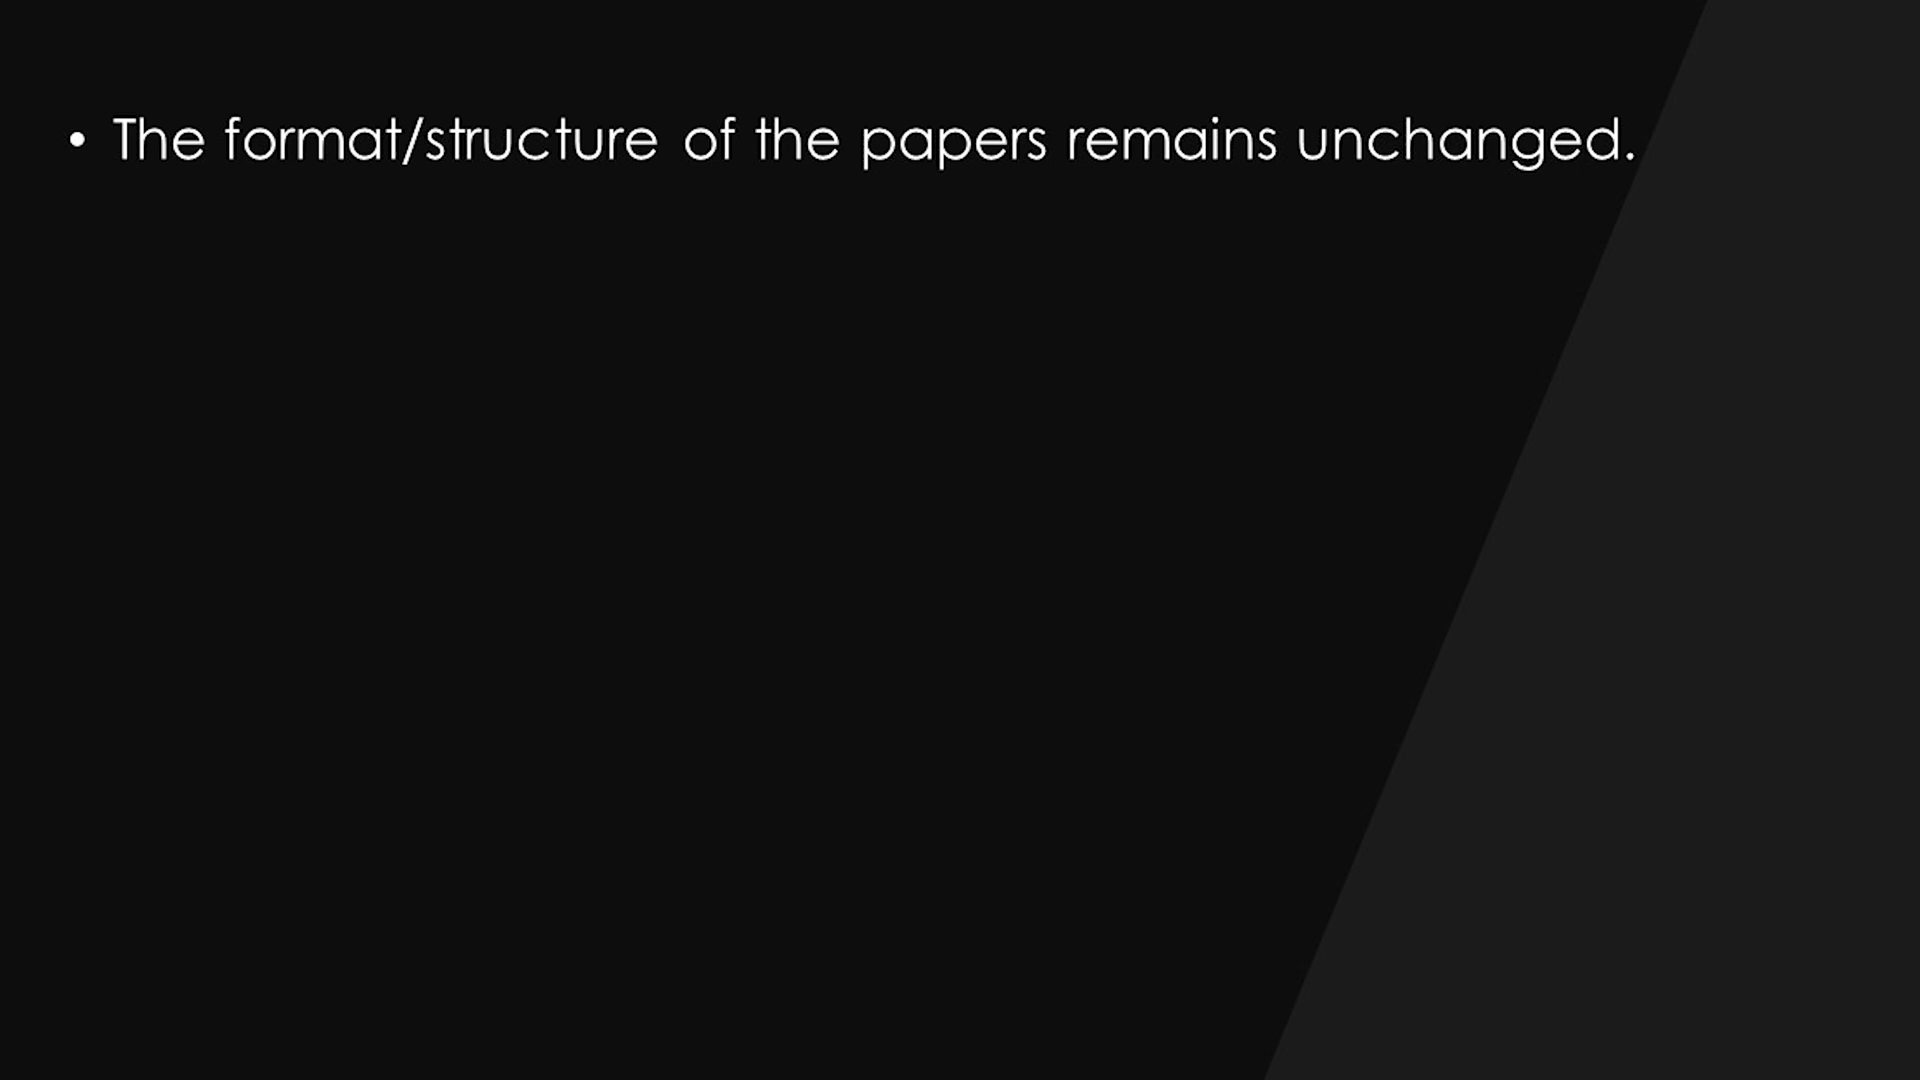 • The format/structure of the papers remains unchanged.